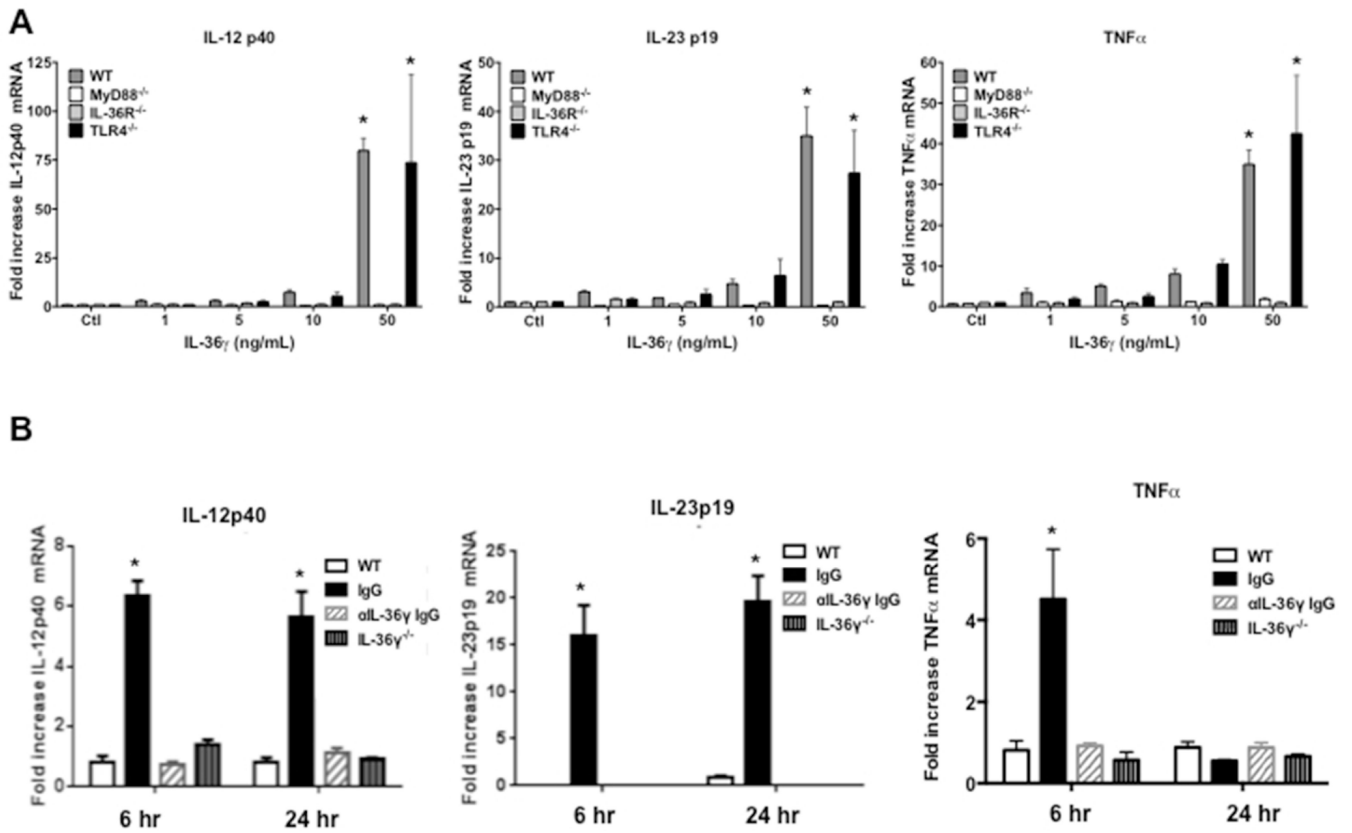 A
IL-12 p40
Fold increase IL-12p40 mRNA
125
100
75
50
25
0
WT
MyD88-/-
IL-36R-/-
TLR4-/-
*
*
Ctl 1 5 10 50
IL-36γ (ng/mL)
IL-23 p19
Fold increase IL-23 p19 mRNA
50
40
30
20
10
0
WT
MyD88-/-
IL-36R-/-
TLR4-/-
*
*
Ctl 1 5 10 50
IL-36γ (ng/mL)
TNFα
Fold increase TNFα mRNA
60
50
40
30
20
10
0
WT
MyD88-/-
IL-36R-/-
TLR4-/-
*
*
Ctl 1 5 10 50
IL-36γ (ng/mL)
B
IL-12p40
Fold increase IL-12p40 mRNA
8
6
4
2
0
*
*
WT
IgG
αIL-36γ IgG
IL-36γ-/-
6 hr 24 hr
IL-23p19
Fold increase IL-23p19 mRNA
25
20
15
10
5
0
*
*
WT
IgG
αIL-36γ IgG
IL-36γ-/-
6 hr 24 hr
TNFα
Fold increase TNFα mRNA
6
4
2
0
*
WT
IgG
αIL-36γ IgG
IL-36γ-/-
6 hr 24 hr